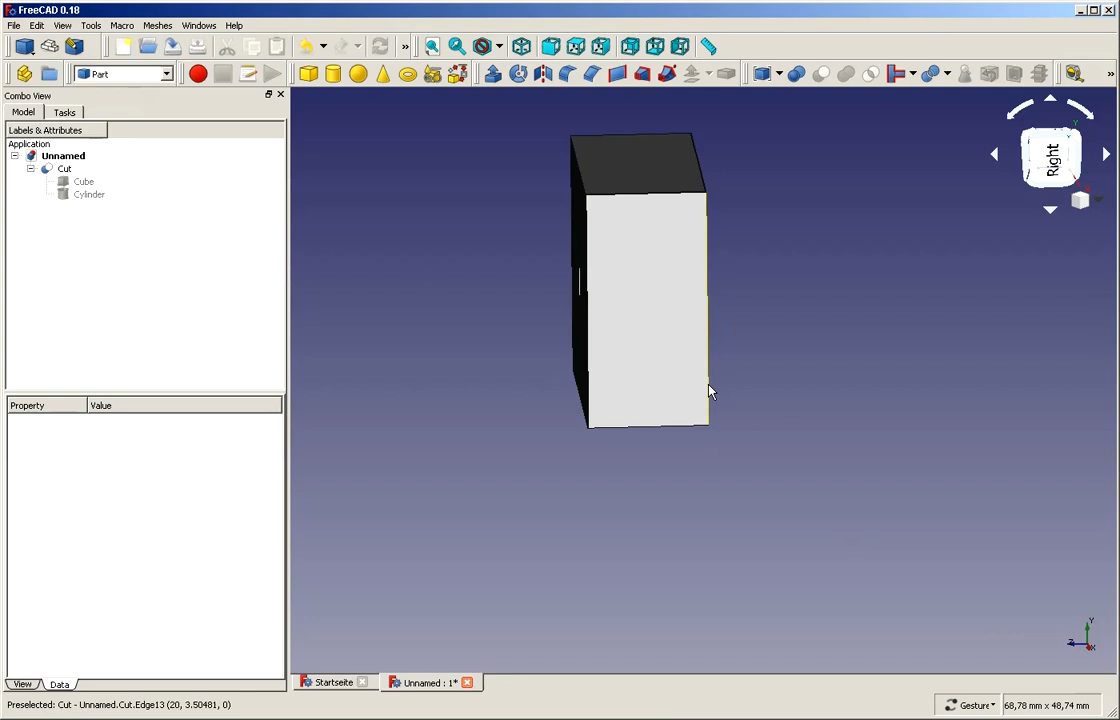 FreeCAD 0.18
File Edit View Tools Macro Meshes Windows Help
Part
Combo View
Model Tasks
Labels & Attributes
Application
Unnamed
Cut
Cube
Cylinder
Property Value
View Data
Right
Y
Y
Z X
Startseite Unnamed : 1*
Preselected: Cut - Unnamed.Cut.Edge13 (20, 3.50481, 0) Gesture 68,78 mm x 48,74 mm